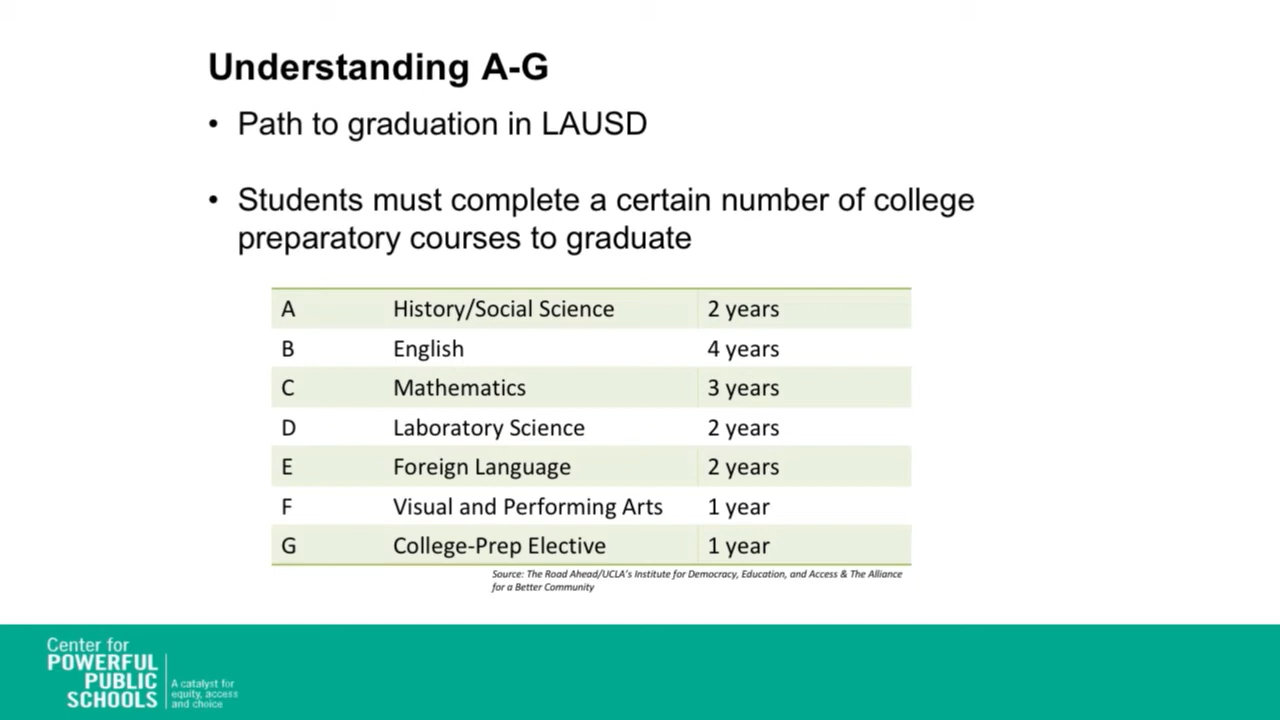 Understanding A-G
• Path to graduation in LAUSD
• Students must complete a certain number of college
preparatory courses to graduate
A History/Social Science 2 years
B English 4 years
C Mathematics 3 years
D Laboratory Science 2 years
E Foreign Language 2 years
F Visual and Performing Arts 1 year
G College-Prep Elective 1 year
Source: The Road Ahead/UCLA's Institute for Democracy, Education, and Access & The Alliance
for a Better Community
Center for
POWERFUL
PUBLIC
SCHOOLS
A catalyst for
equity, access
and choice